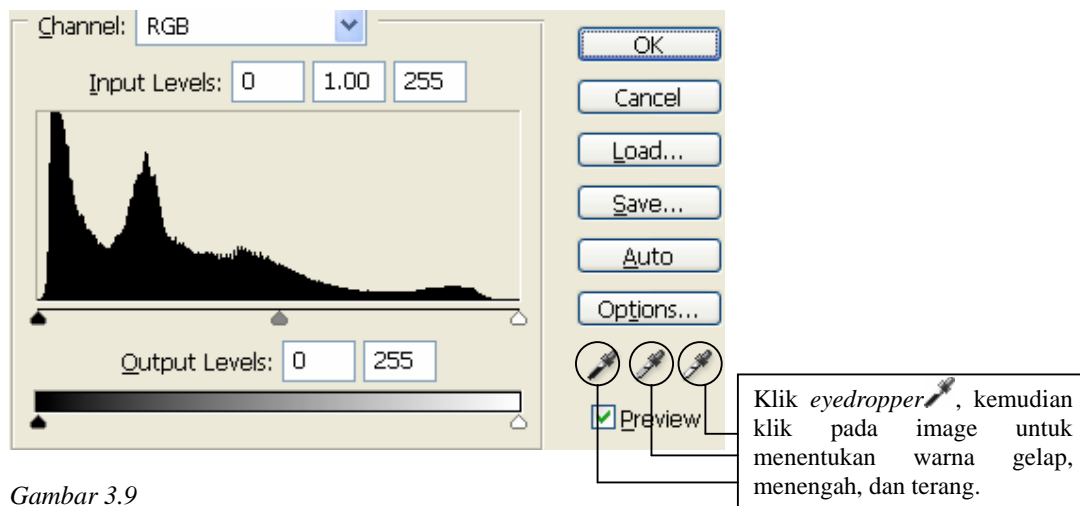 Channel: RGB
Input Levels: 0 1.00 255
Output Levels: 0 255
OK
Cancel
Load...
Save...
Auto
Options...
Preview
Klik eyedropper, kemudian
klik pada image untuk
menentukan warna gelap,
menengah, dan terang.
Gambar 3.9